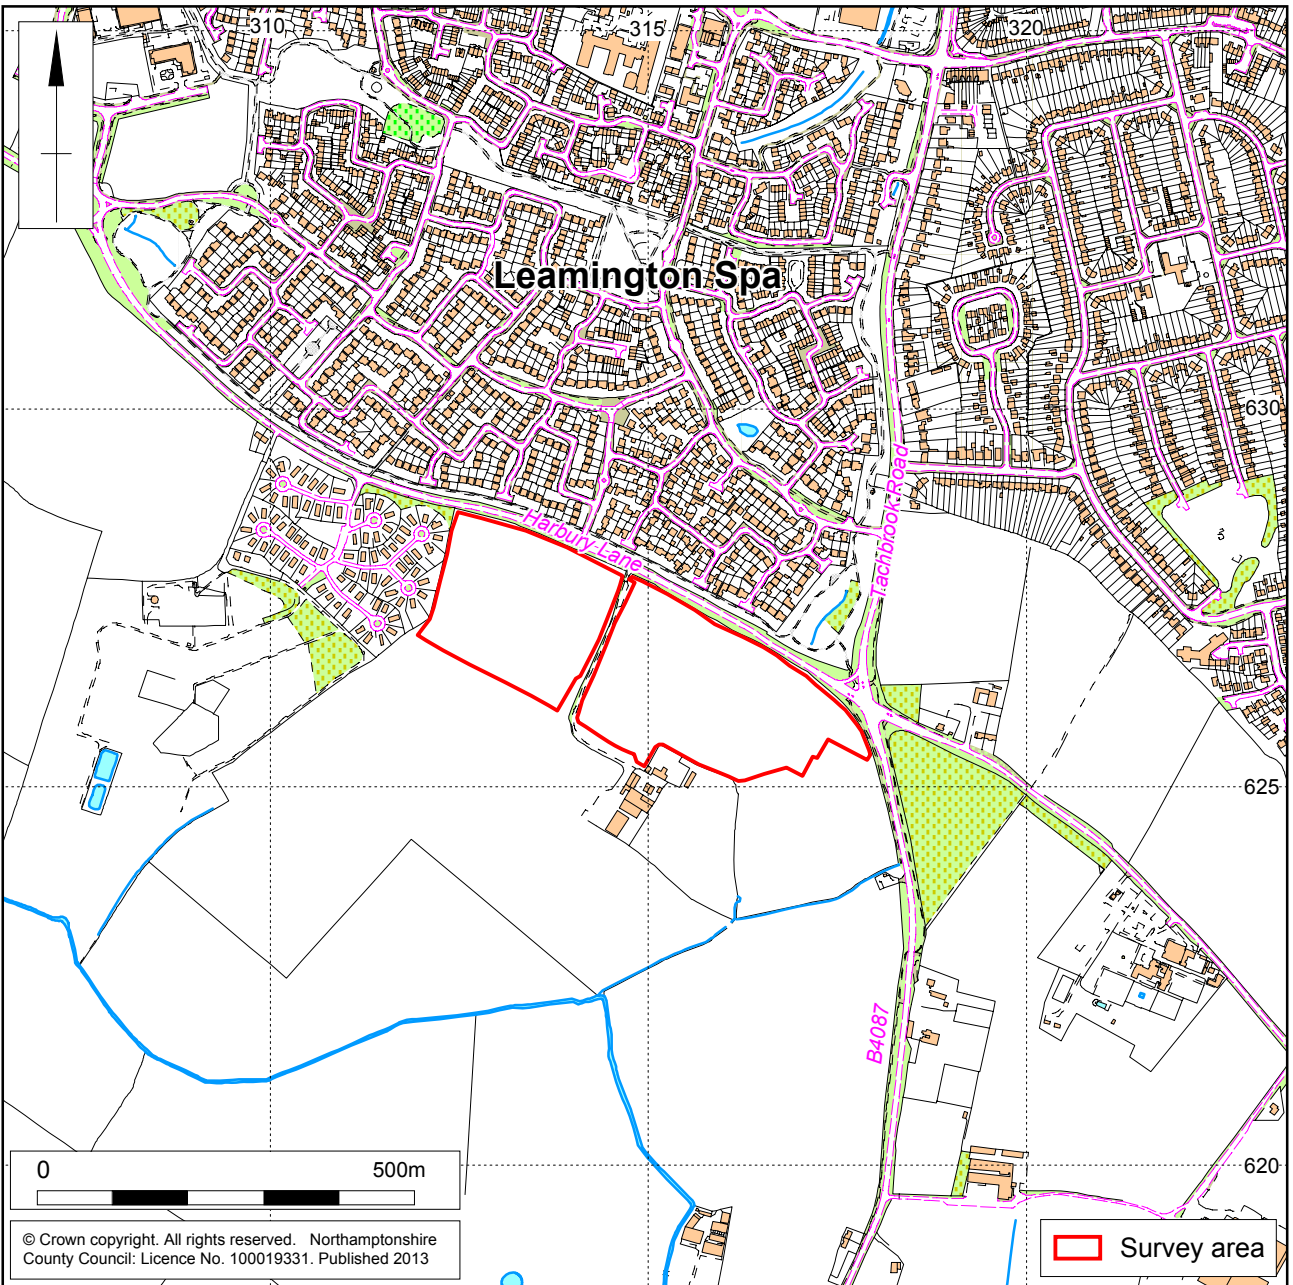 310
315
320
Leamington Spa
630
Tachbrook Road
Harbury Lane
625
B4087
620
0 500m
© Crown copyright. All rights reserved. Northamptonshire
County Council: Licence No. 100019331. Published 2013
Survey area